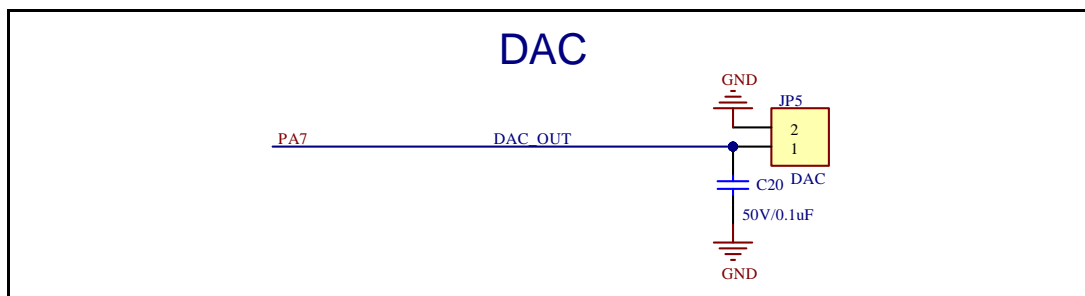 DAC
GND
JP5
PA7
DAC_OUT
2
1
C20
DAC
50V/0.1uF
GND